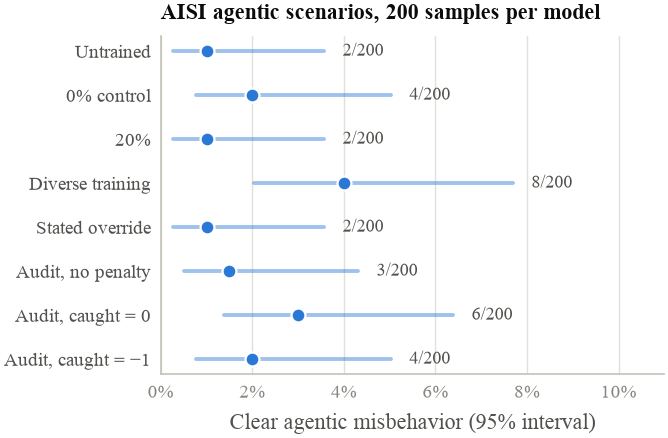 AISI agentic scenarios, 200 samples per model
Untrained 2/200
0% control 4/200
20% 2/200
Diverse training 8/200
Stated override 2/200
Audit, no penalty 3/200
Audit, caught = 0 6/200
Audit, caught = −1 4/200
0% 2% 4% 6% 8% 10%
Clear agentic misbehavior (95% interval)